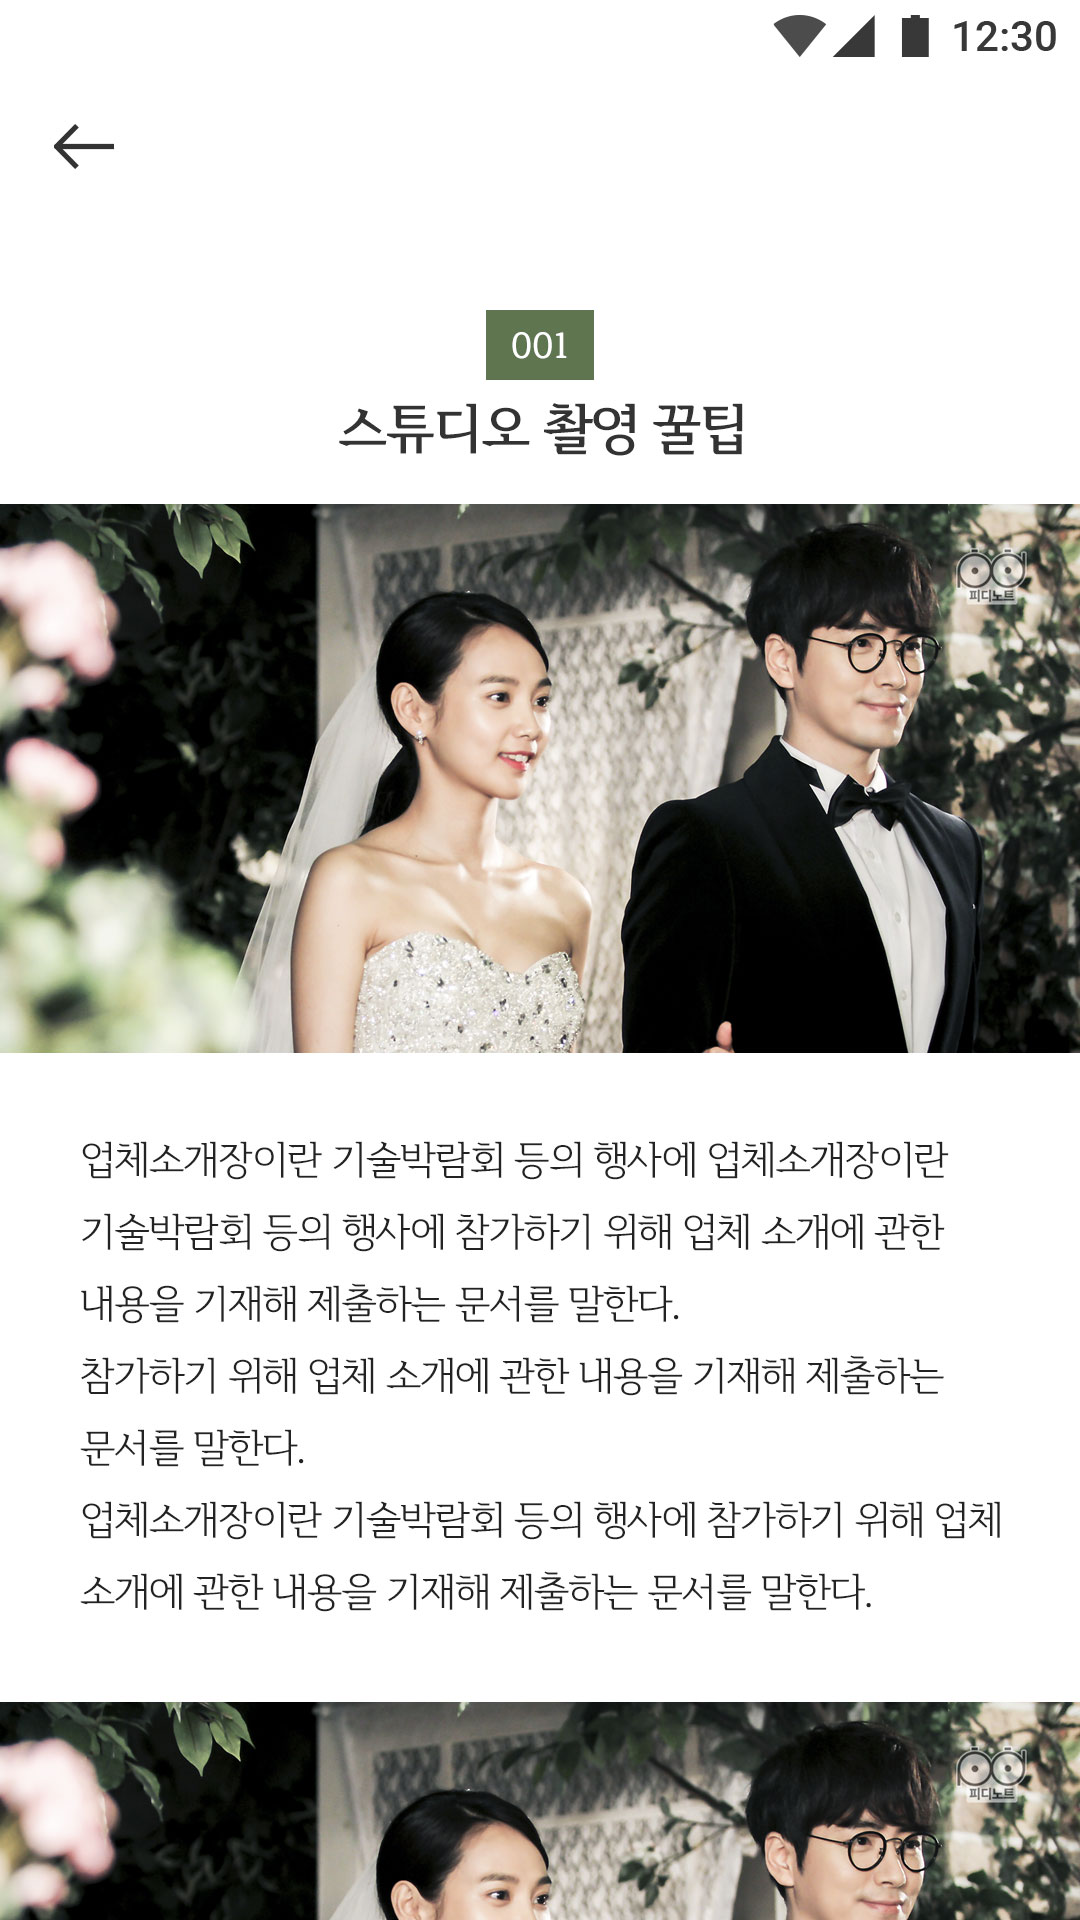 12:30
001
스튜디오 촬영 꿀팁
피디노트
업체소개장이란 기술박람회 등의 행사에 업체소개장이란
기술박람회 등의 행사에 참가하기 위해 업체 소개에 관한
내용을 기재해 제출하는 문서를 말한다.
참가하기 위해 업체 소개에 관한 내용을 기재해 제출하는
문서를 말한다.
업체소개장이란 기술박람회 등의 행사에 참가하기 위해 업체
소개에 관한 내용을 기재해 제출하는 문서를 말한다.
피디노트